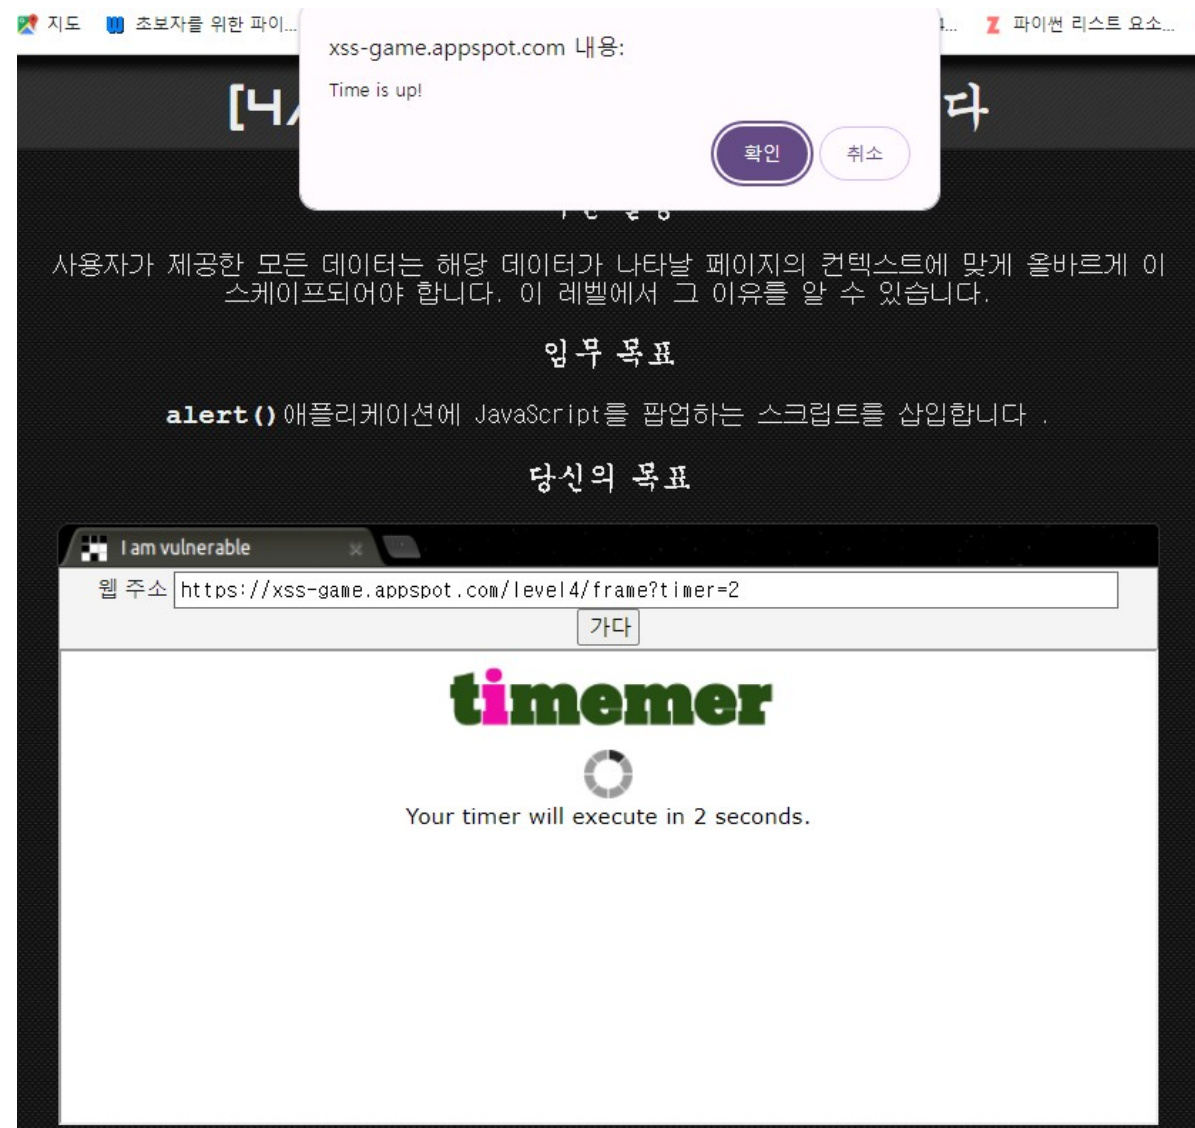 지도 초보자를 위한 파이... ... 파이썬 리스트 요소...
xss-game.appspot.com 내용:
Time is up!
확인 취소
[4/ 다
사용자가 제공한 모든 데이터는 해당 데이터가 나타날 페이지의 컨텍스트에 맞게 올바르게 이
스케이프되어야 합니다. 이 레벨에서 그 이유를 알 수 있습니다.
임무 목표
alert()애플리케이션에 JavaScript를 팝업하는 스크립트를 삽입합니다 .
당신의 목표
I am vulnerable
웹 주소 https://xss-game.appspot.com/level4/frame?timer=2
가다
timemer
Your timer will execute in 2 seconds.